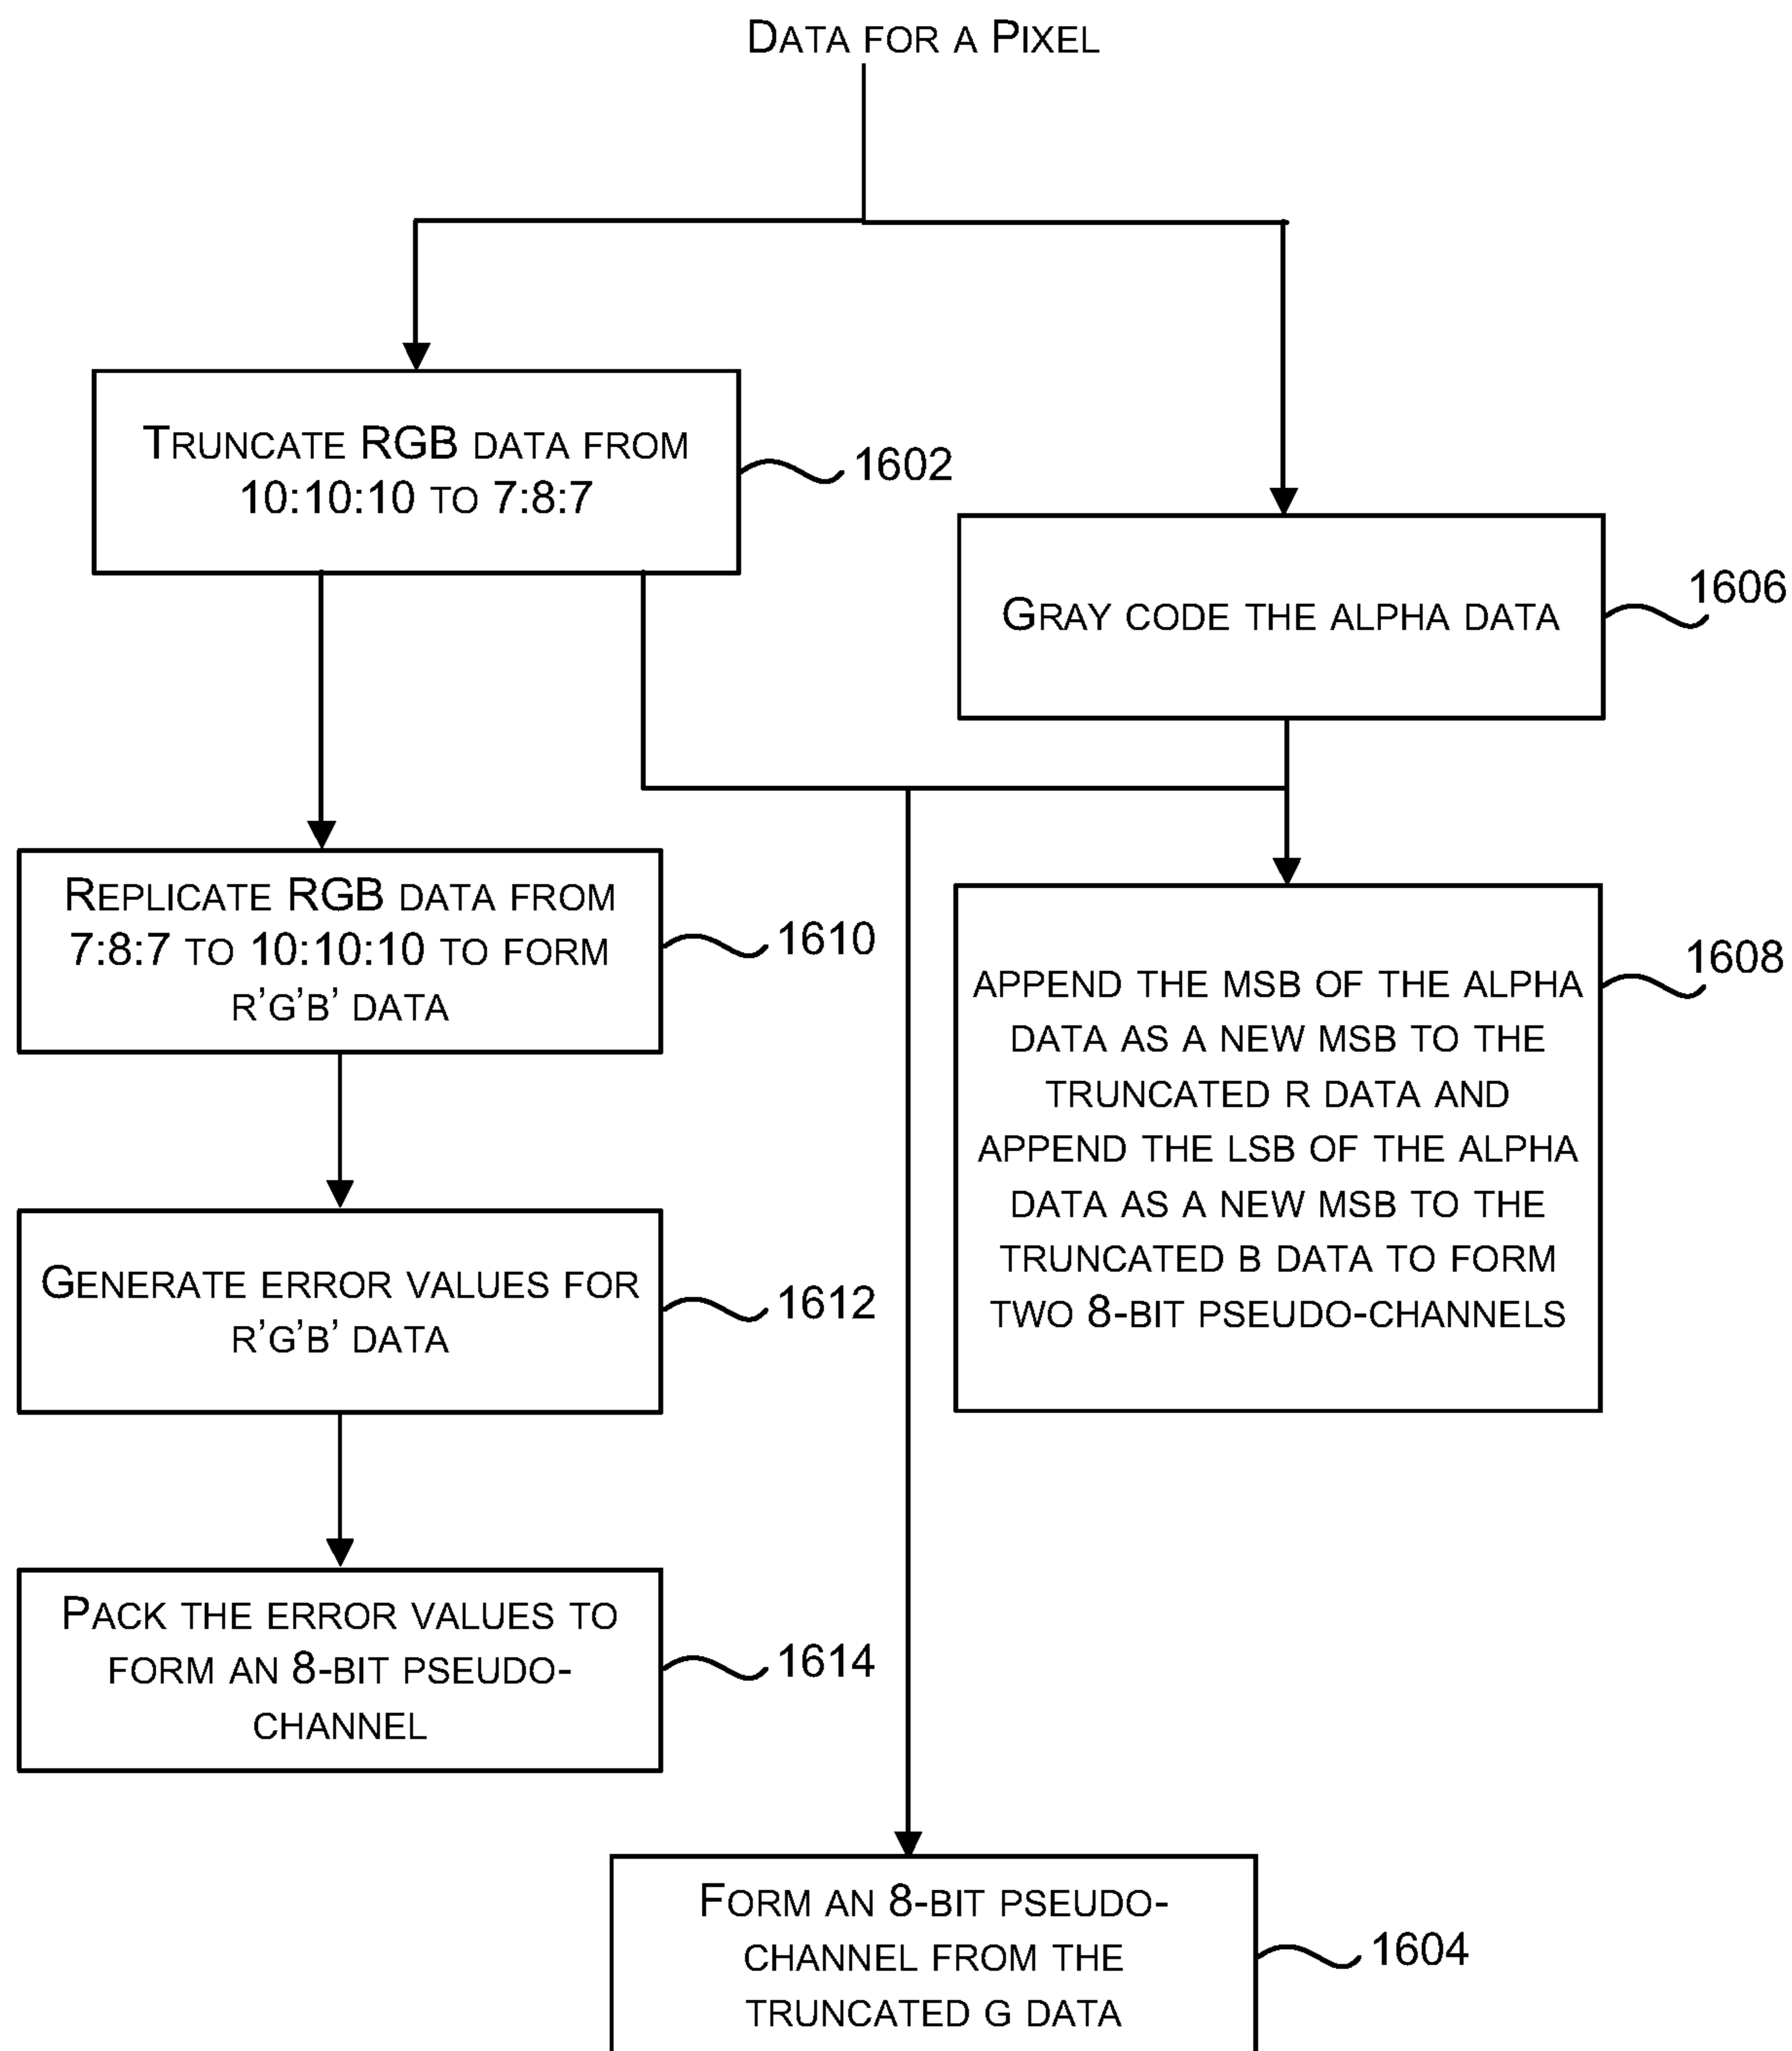 DATA FOR A PIXEL
TRUNCATE RGB DATA FROM
10:10:10 TO 7:8:7
1602
GRAY CODE THE ALPHA DATA
1606
REPLICATE RGB DATA FROM
7:8:7 TO 10:10:10 TO FORM
R'G'B' DATA
1610
APPEND THE MSB OF THE ALPHA
DATA AS A NEW MSB TO THE
TRUNCATED R DATA AND
APPEND THE LSB OF THE ALPHA
DATA AS A NEW MSB TO THE
TRUNCATED B DATA TO FORM
TWO 8-BIT PSEUDO-CHANNELS
1608
GENERATE ERROR VALUES FOR
R'G'B' DATA
1612
PACK THE ERROR VALUES TO
FORM AN 8-BIT PSEUDO-
CHANNEL
1614
FORM AN 8-BIT PSEUDO-
CHANNEL FROM THE
TRUNCATED G DATA
1604